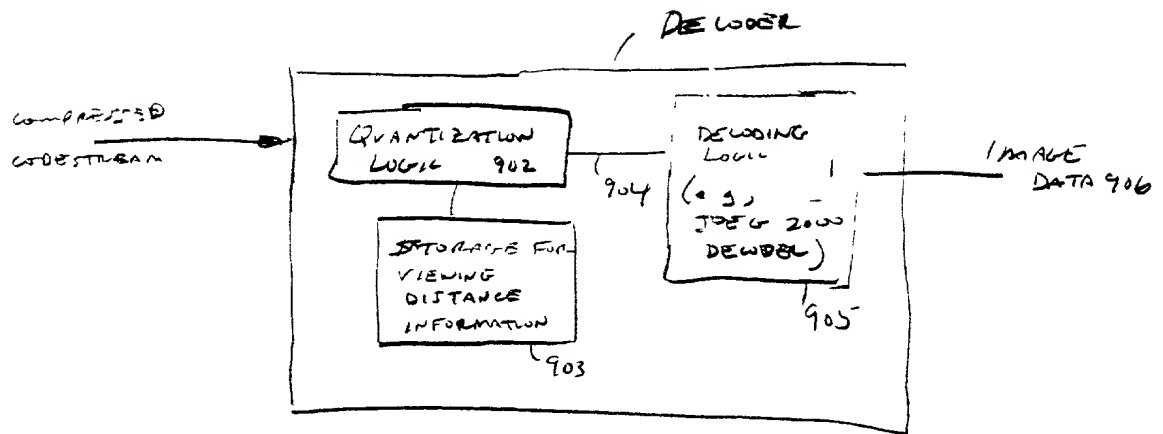 DECODER
COMPRESSED
CODESTREAM
QUANTIZATION
LOGIC 902
904
DECODING
LOGIC
(e.g.,
JPEG 2000
DECODER)
905
IMAGE
DATA 906
STORAGE FOR
VIEWING
DISTANCE
INFORMATION
903